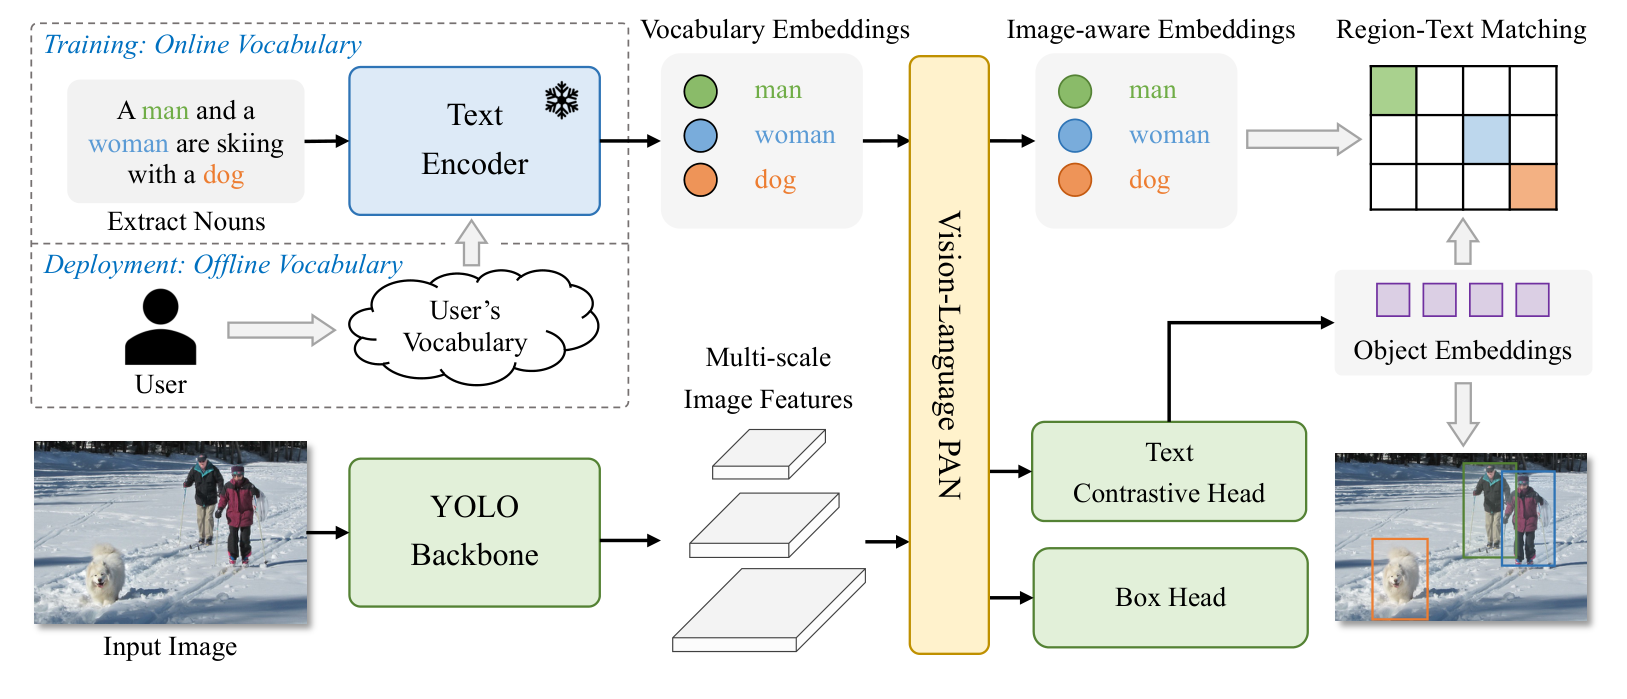 Training: Online Vocabulary
A man and a
woman are skiing
with a dog
Extract Nouns
Text
Encoder
Deployment: Offline Vocabulary
User
User's
Vocabulary
Vocabulary Embeddings
man
woman
dog
Vision-Language PAN
Image-aware Embeddings
man
woman
dog
Region-Text Matching
Object Embeddings
Input Image
YOLO
Backbone
Multi-scale
Image Features
Text
Contrastive Head
Box Head